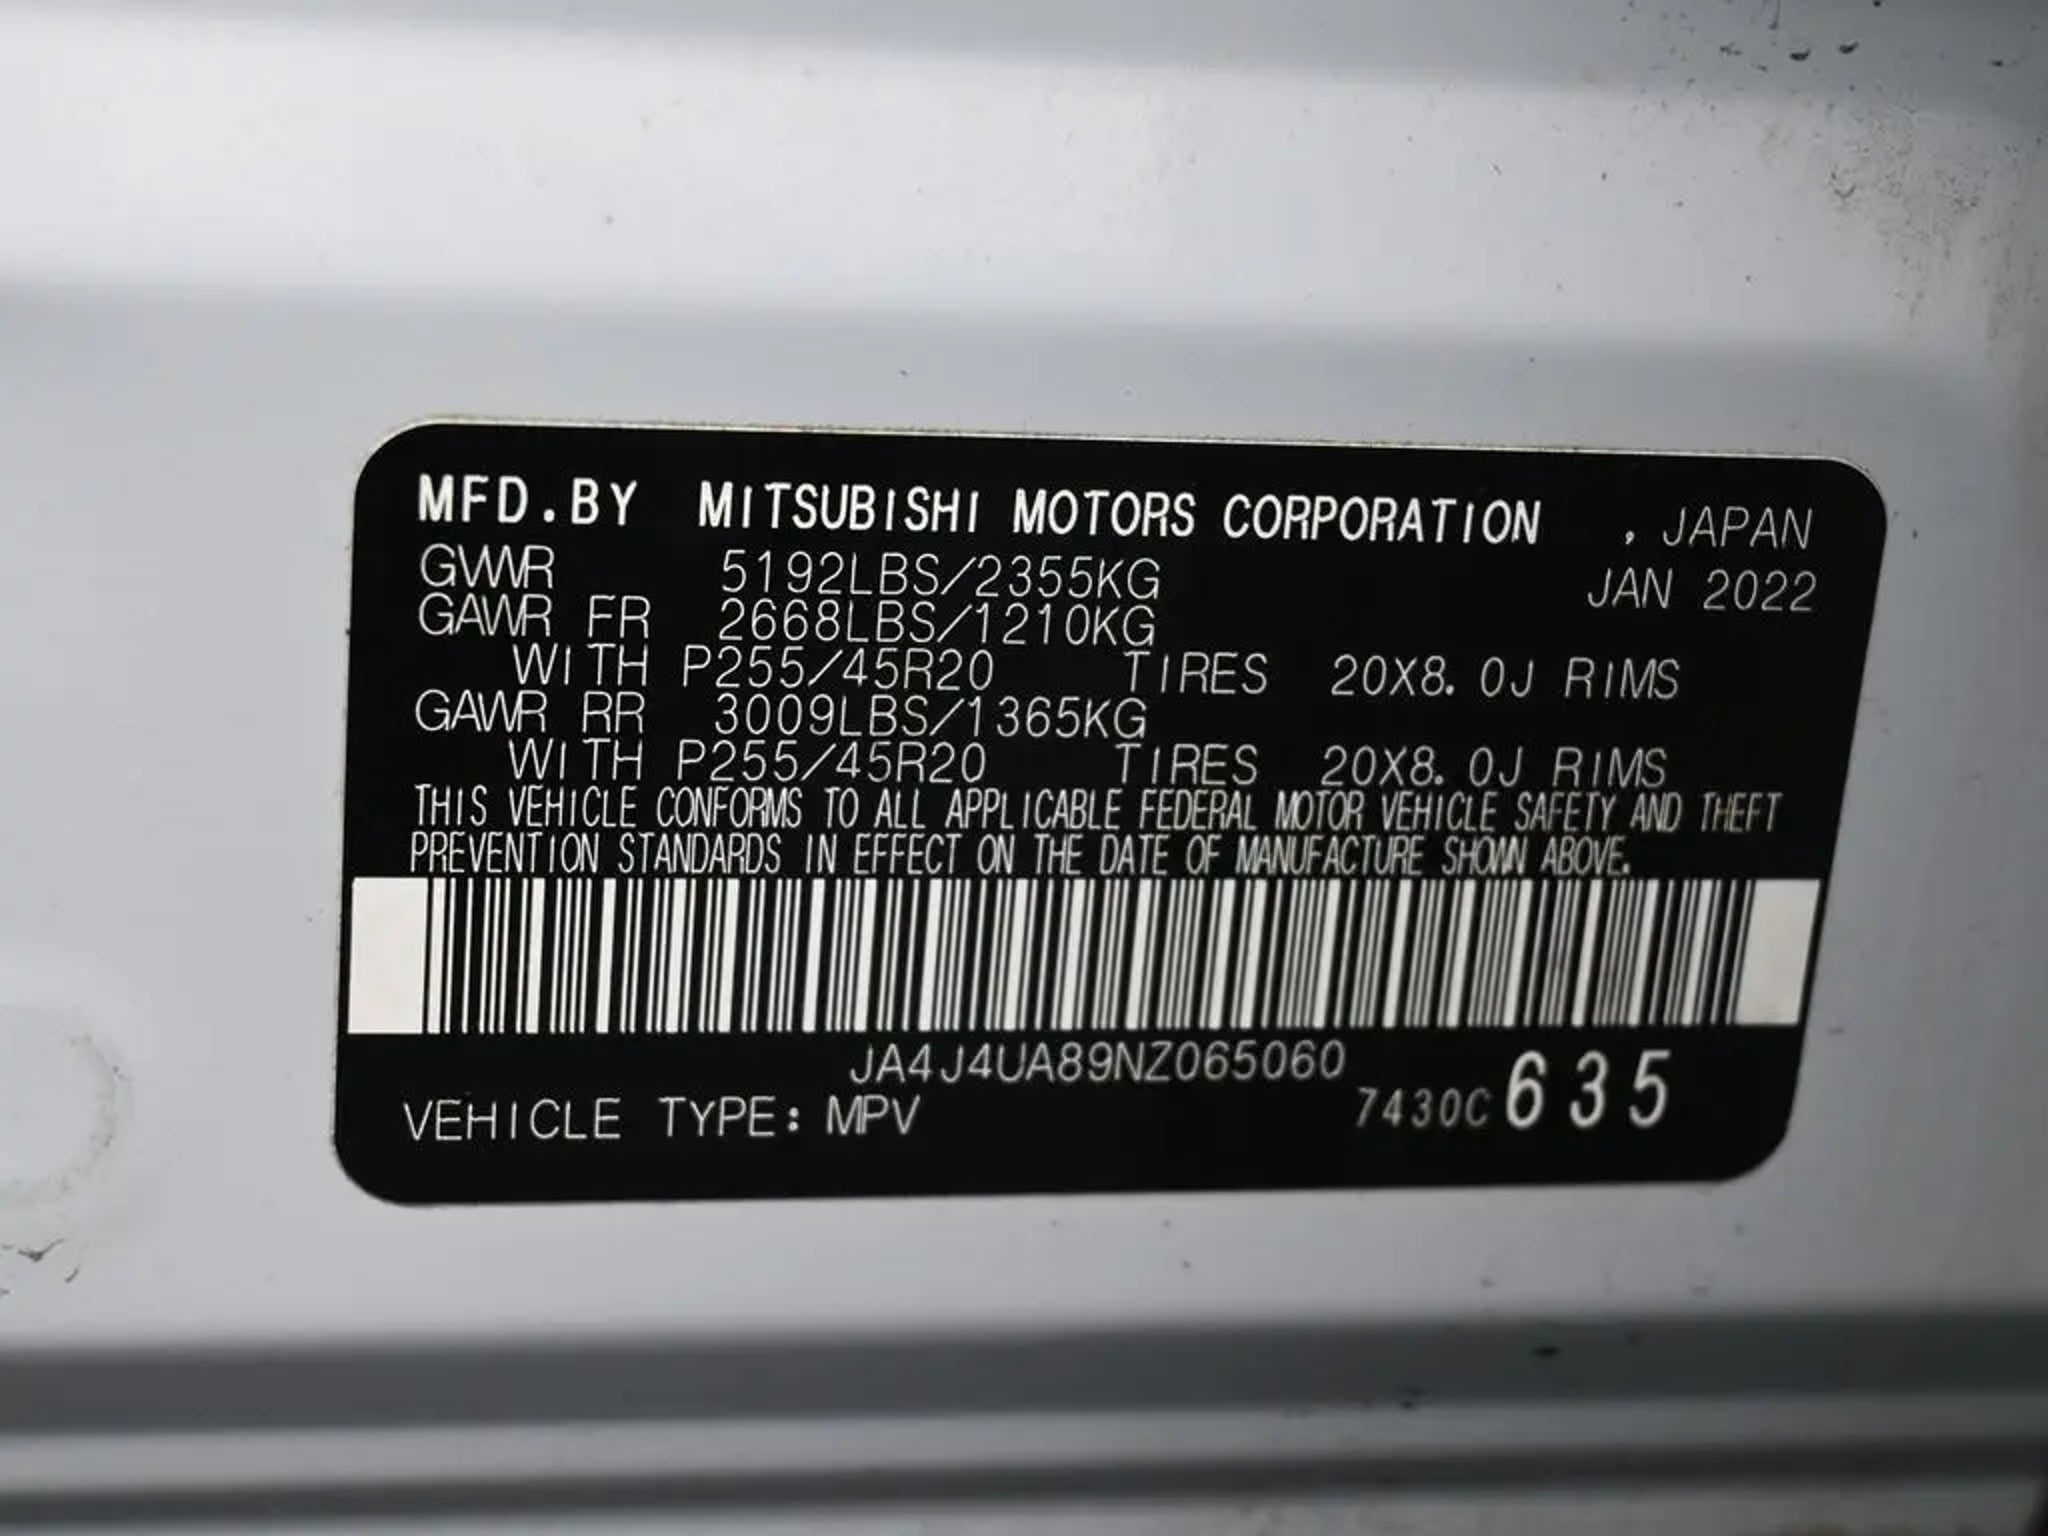 MFD.BY MITSUBISHI MOTORS CORPORATION , JAPAN
GVWR 5192LBS/2355KG JAN 2022
GAWR FR 2668LBS/1210KG
WITH P255/45R20 TIRES 20X8.0J RIMS
GAWR RR 3009LBS/1365KG
WITH P255/45R20 TIRES 20X8.0J RIMS
THIS VEHICLE CONFORMS TO ALL APPLICABLE FEDERAL MOTOR VEHICLE SAFETY AND THEFT
PREVENTION STANDARDS IN EFFECT ON THE DATE OF MANUFACTURE SHOWN ABOVE.
JA4J4UA89NZ065060
VEHICLE TYPE: MPV 7430C635